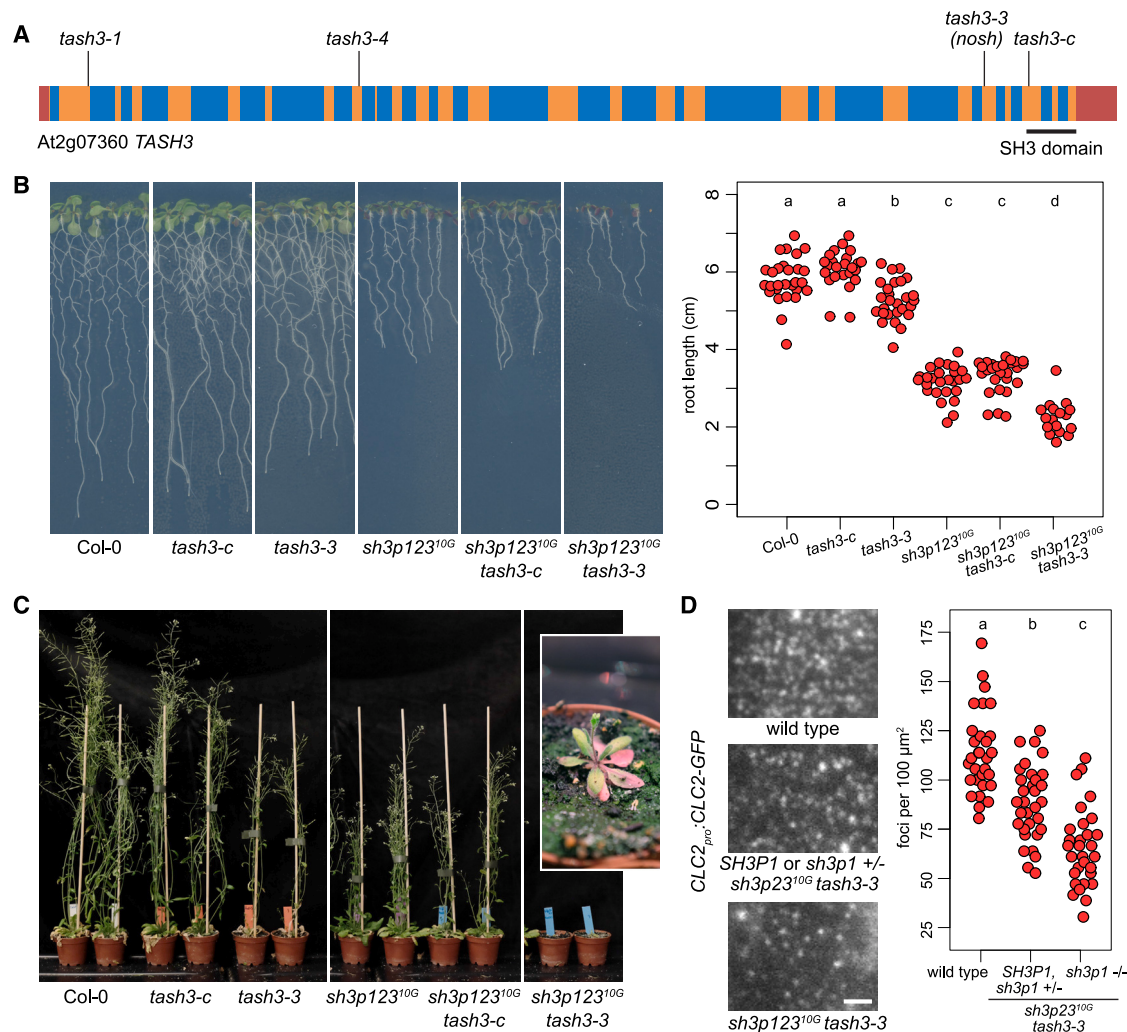 A
tash3-1
tash3-4
tash3-3
(nosh)
tash3-c
At2g07360 TASH3
SH3 domain
B
Col-0
tash3-c
tash3-3
sh3p123^10G
sh3p123^10G
tash3-c
sh3p123^10G
tash3-3
root length (cm)
8
6
4
2
0
a a b c c d
Col-0
tash3-c
tash3-3
sh3p123^10G
sh3p123^10G
tash3-c
sh3p123^10G
tash3-3
C
Col-0
tash3-c
tash3-3
sh3p123^10G
sh3p123^10G
tash3-c
sh3p123^10G
tash3-3
D
CLC2pro:CLC2-GFP
wild type
SH3P1 or sh3p1 +/-
sh3p23^10G tash3-3
sh3p123^10G tash3-3
foci per 100 µm²
175
150
125
100
75
50
25
a b c
wild type
SH3P1,
sh3p1 +/-
sh3p1 -/-
sh3p23^10G
tash3-3